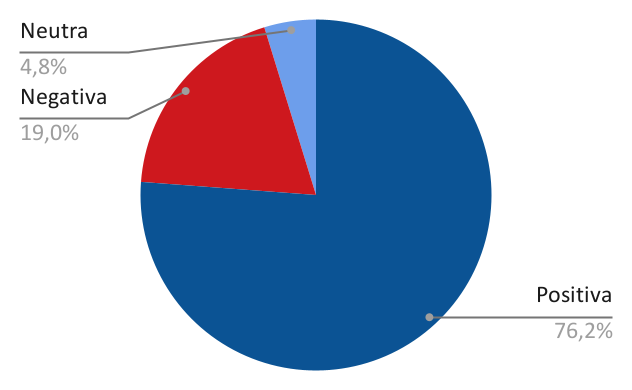 Neutra
4,8%
Negativa
19,0%
Positiva
76,2%